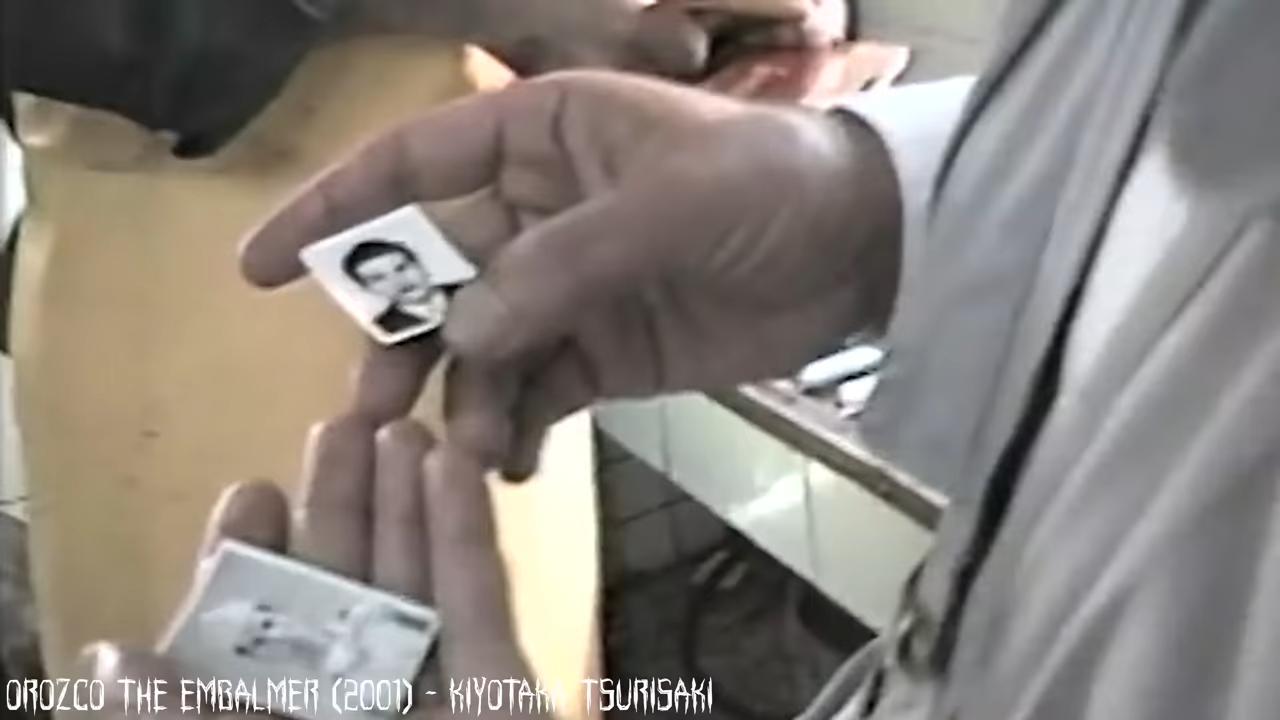 OROZCO THE EMBALMER (2001) - KIYOTAKA TSURISAKI